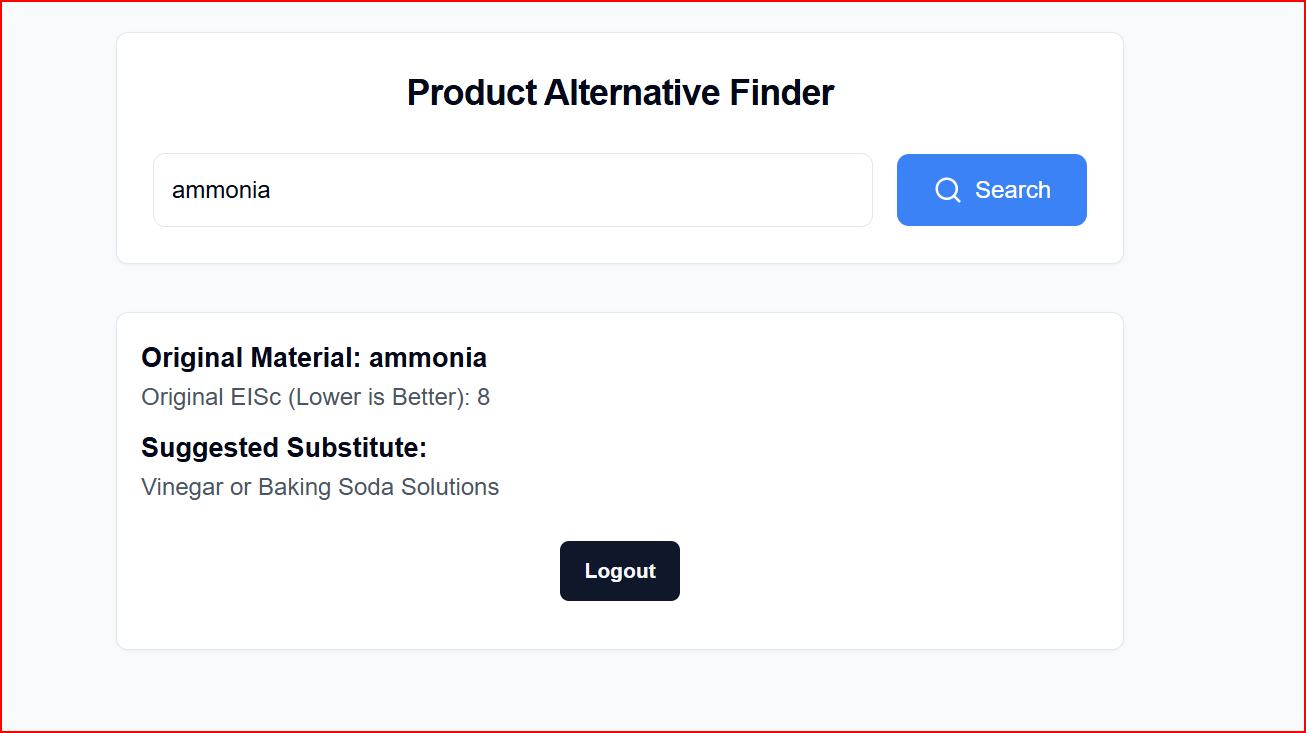 Product Alternative Finder
ammonia
Search
Original Material: ammonia
Original EISc (Lower is Better): 8
Suggested Substitute:
Vinegar or Baking Soda Solutions
Logout